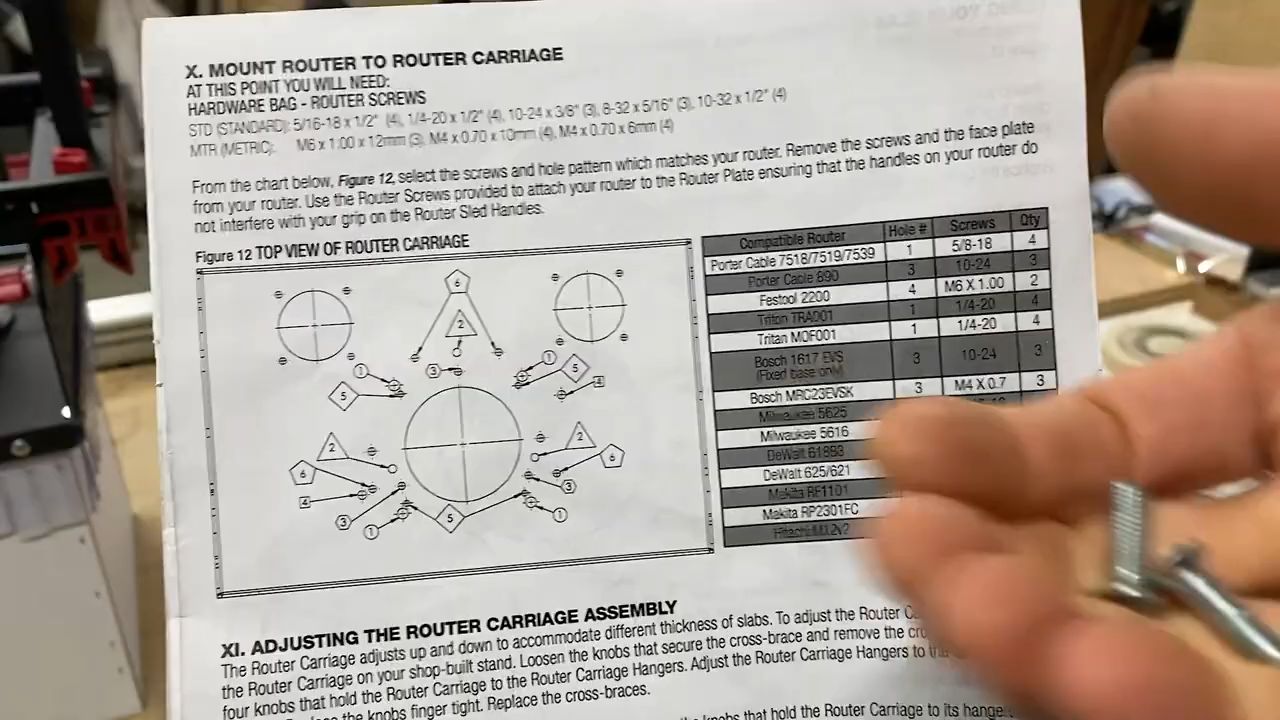 X. MOUNT ROUTER TO ROUTER CARRIAGE
AT THIS POINT YOU WILL NEED:
HARDWARE BAG - ROUTER SCREWS
STD (STANDARD): 5/16-18 x 1/2" (4), 1/4-20 x 1/2" (4), 10-24 x 3/8" (3), 8-32 x 5/16" (3), 10-32 x 1/2" (4)
MTR (METRIC): M6 x 1.00 x 12mm (3), M4 x 0.70 x 10mm (4), M4 x 0.70 x 6mm (4)
From the chart below, Figure 12, select the screws and hole pattern which matches your router. Remove the screws and the face plate
from your router. Use the Router Screws provided to attach your router to the Router Plate ensuring that the handles on your router do
not interfere with your grip on the Router Sled Handles.
Figure 12 TOP VIEW OF ROUTER CARRIAGE
6
2
3
1
5
4
1
5
2
6
4
3
1
5
2
6
3
1
Compatible Router Hole # Screws Qty
Porter Cable 7518/7519/7539 1 5/8-18 4
Porter Cable 890 3 10-24 3
Festool 2200 4 M6 X 1.00 2
Triton TRA001 1 1/4-20 4
Tritan MOF001 1 1/4-20 4
Bosch 1617 EVS 3 10-24 3
(Fixed base only)
Bosch MRC23EVSK 3 M4 X 0.7 3
Milwaukee 5625
Milwaukee 5616
DeWalt 61893
DeWalt 625/621
Makita RF1101
Makita RP2301FC
Hitachi M12V2
XI. ADJUSTING THE ROUTER CARRIAGE ASSEMBLY
The Router Carriage adjusts up and down to accommodate different thickness of slabs. To adjust the Router
the Router Carriage on your shop-built stand. Loosen the knobs that secure the cross-brace and remove the
four knobs that hold the Router Carriage to the Router Carriage Hangers. Adjust the Router Carriage Hangers to
the knobs finger tight. Replace the cross-braces.
knobs that hold the Router Carriage to its